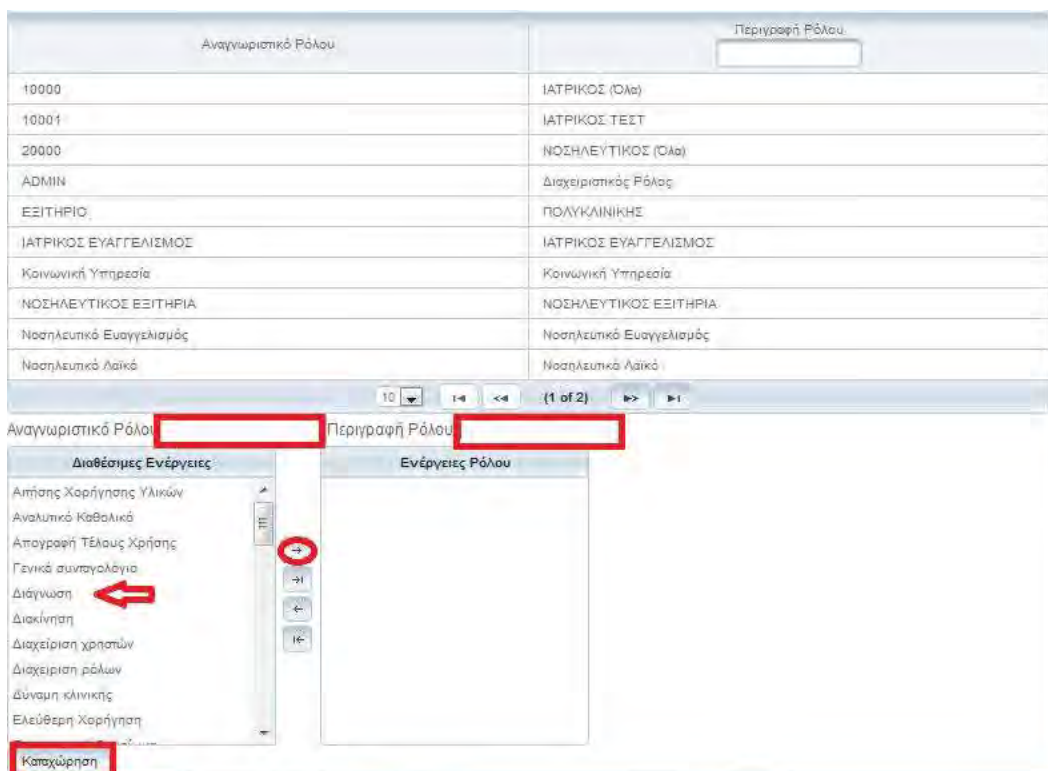 Αναγνωριστικό Ρόλου Περιγραφή Ρόλου
10000 ΙΑΤΡΙΚΟΣ (Όλα)
10001 ΙΑΤΡΙΚΟΣ ΤΕΣΤ
20000 ΝΟΣΗΛΕΥΤΙΚΟΣ (Όλα)
ADMIN Διαχειριστικός Ρόλος
ΕΞΙΤΗΡΙΟ ΠΟΛΥΚΛΙΝΙΚΗΣ
ΙΑΤΡΙΚΟΣ ΕΥΑΓΓΕΛΙΣΜΟΣ ΙΑΤΡΙΚΟΣ ΕΥΑΓΓΕΛΙΣΜΟΣ
Κοινωνική Υπηρεσία Κοινωνική Υπηρεσία
ΝΟΣΗΛΕΥΤΙΚΟΣ ΕΞΙΤΗΡΙΑ ΝΟΣΗΛΕΥΤΙΚΟΣ ΕΞΙΤΗΡΙΑ
Νοσηλευτικό Ευαγγελισμός Νοσηλευτικό Ευαγγελισμός
Νοσηλευτικό Λαϊκό Νοσηλευτικό Λαϊκό
10 (1 of 2)
Αναγνωριστικό Ρόλου Περιγραφή Ρόλου
Διαθέσιμες Ενέργειες Ενέργειες Ρόλου
Αιτήσης Χορήγησης Υλικών
Αναλυτικό Καθολικό
Απογραφή Τέλους Χρήσης
Γενικό συνταγολόγιο
Διάγνωση
Διακίνηση
Διαχείριση χρηστών
Διαχειριση ρόλων
Δύναμη κλινικής
Ελεύθερη Χορήγηση
Καταχώρηση